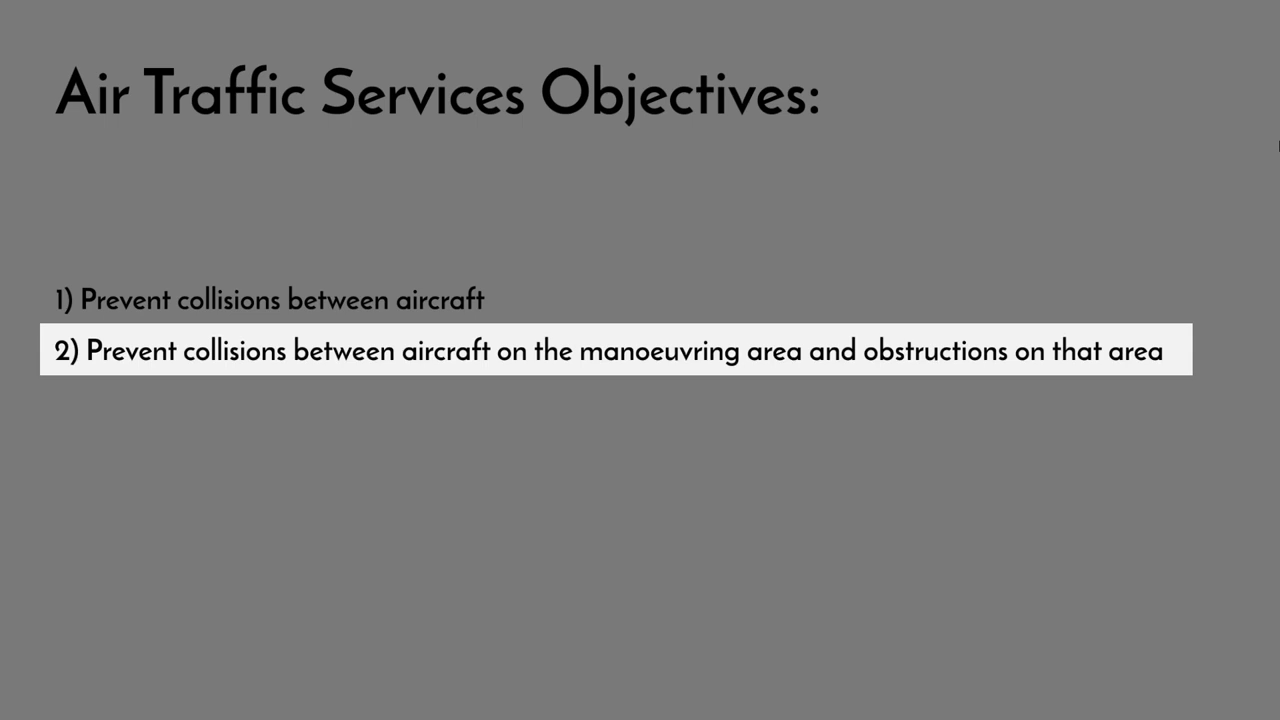 Air Traffic Services Objectives:
1) Prevent collisions between aircraft
2) Prevent collisions between aircraft on the manoeuvring area and obstructions on that area